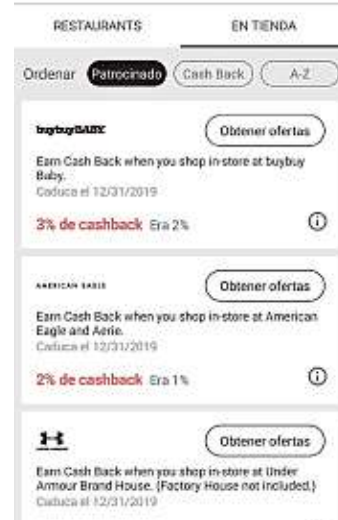 RESTAURANTS EN TIENDA
Ordenar Patrocinado Cash Back A-Z
buybuy BABY Obtener ofertas
Earn Cash Back when you shop in-store at buybuy
Baby.
Caduca el 12/31/2019
3% de cashback Era 2%
AMERICAN EAGLE Obtener ofertas
Earn Cash Back when you shop in-store at American
Eagle and Aerie.
Caduca el 12/31/2019
2% de cashback Era 1%
Obtener ofertas
Earn Cash Back when you shop in-store at Under
Armour Brand House. (Factory House not included.)
Caduca el 12/31/2019